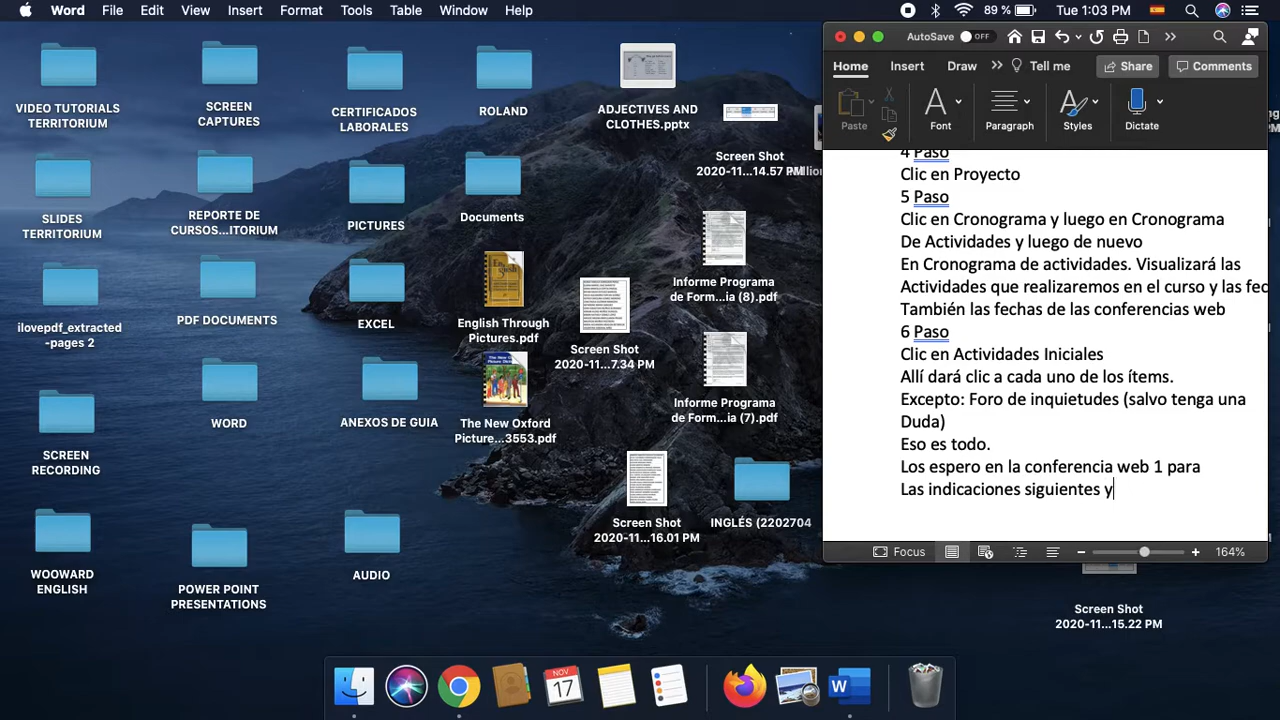 Word File Edit View Insert Format Tools Table Window Help
89 % Tue 1:03 PM
VIDEO TUTORIALS
TERRITORIUM
SCREEN
CAPTURES
CERTIFICADOS
LABORALES
ROLAND
ADJECTIVES AND
CLOTHES.pptx
Screen Shot
2020-11...14.57 PM
SLIDES
TERRITORIUM
REPORTE DE
CURSOS...ITORIUM
PICTURES
Documents
Informe Programa
de Form...ia (8).pdf
ilovepdf_extracted
-pages 2
DOCUMENTS
EXCEL
English Through
Pictures.pdf
Screen Shot
2020-11...7.34 PM
SCREEN
RECORDING
WORD
ANEXOS DE GUIA
The New Oxford
Picture...3553.pdf
Informe Programa
de Form...ia (7).pdf
Screen Shot
2020-11...16.01 PM
INGLÉS (2202704
WOOWARD
ENGLISH
POWER POINT
PRESENTATIONS
AUDIO
Screen Shot
2020-11...15.22 PM
AutoSave OFF
Home Insert Draw Tell me Share Comments
Paste Font Paragraph Styles Dictate
4 Paso
Clic en Proyecto
5 Paso
Clic en Cronograma y luego en Cronograma
De Actividades y luego de nuevo
En Cronograma de actividades. Visualizará las
Actividades que realizaremos en el curso y las fec
También las fechas de las conferencias web
6 Paso
Clic en Actividades Iniciales
Allí dará clic a cada uno de los ítems.
Excepto: Foro de inquietudes (salvo tenga una
Duda)
Eso es todo.
Los espero en la conferencia web 1 para
Las indicaciones siguientes y
Focus 164%
NOV
17